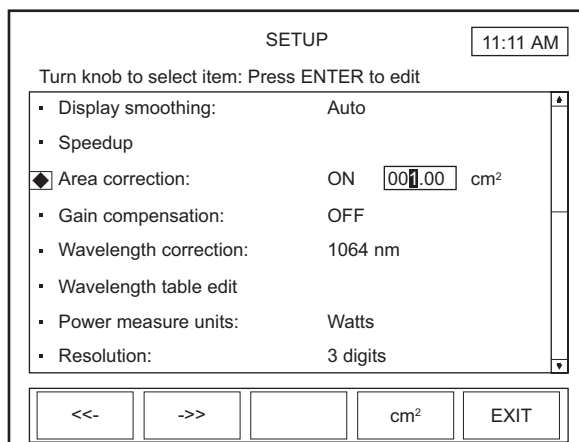 SETUP 11:11 AM
Turn knob to select item: Press ENTER to edit
Display smoothing: Auto
Speedup
Area correction: ON 001.00 cm²
Gain compensation: OFF
Wavelength correction: 1064 nm
Wavelength table edit
Power measure units: Watts
Resolution: 3 digits
<<- ->> cm² EXIT